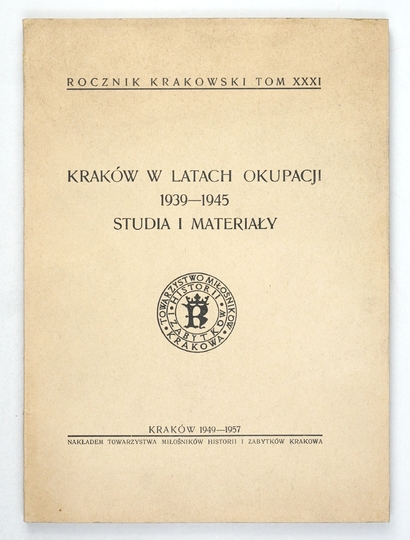 ROCZNIK KRAKOWSKI TOM XXXI
KRAKÓW W LATACH OKUPACJI
1939—1945
STUDIA I MATERIAŁY
TOWARZYSTWO MIŁOŚNIKÓW
HISTORII
I ZABYTKÓW
KRAKOWA
KRAKÓW 1949—1957
NAKŁADEM TOWARZYSTWA MIŁOŚNIKÓW HISTORII I ZABYTKÓW KRAKOWA